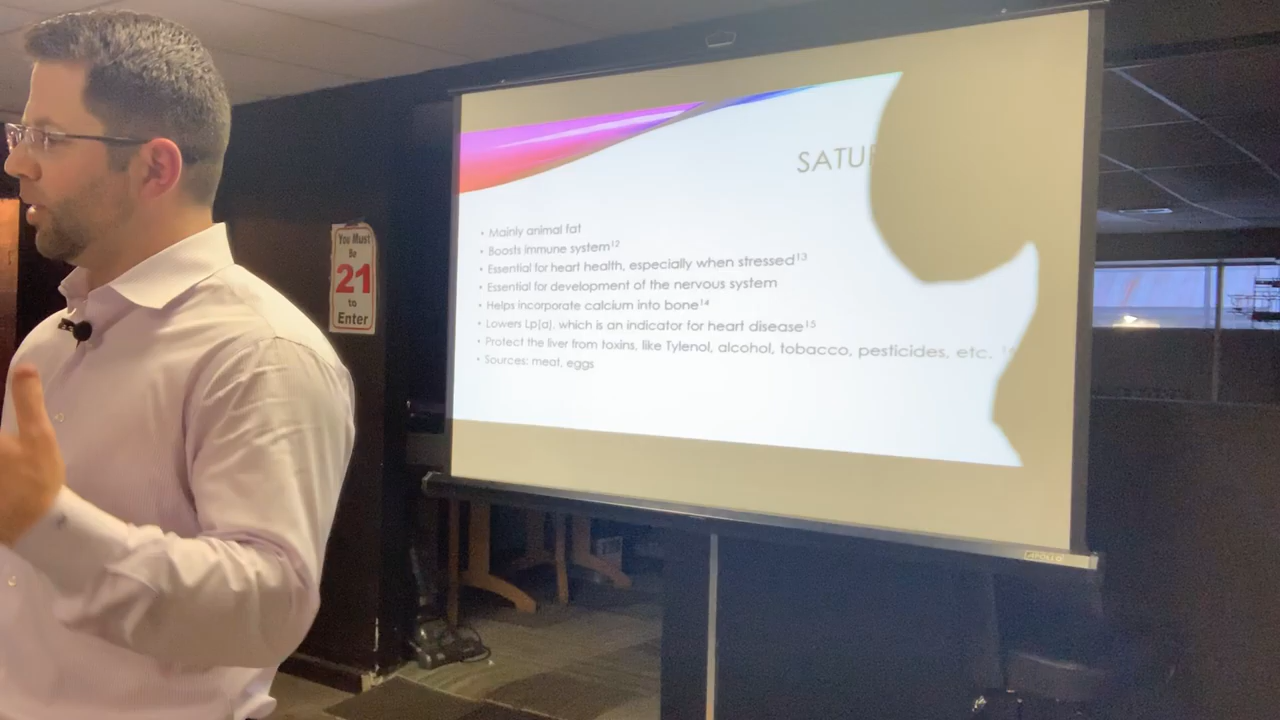 SATU
• Mainly animal fat
• Boosts immune system¹²
• Essential for heart health, especially when stressed¹³
• Essential for development of the nervous system
• Helps incorporate calcium into bone¹⁴
• Lowers Lp(a), which is an indicator for heart disease¹⁵
• Protect the liver from toxins, like Tylenol, alcohol, tobacco, pesticides, etc.
• Sources: meat, eggs
You Must
Be
21
to
Enter
APOLLO